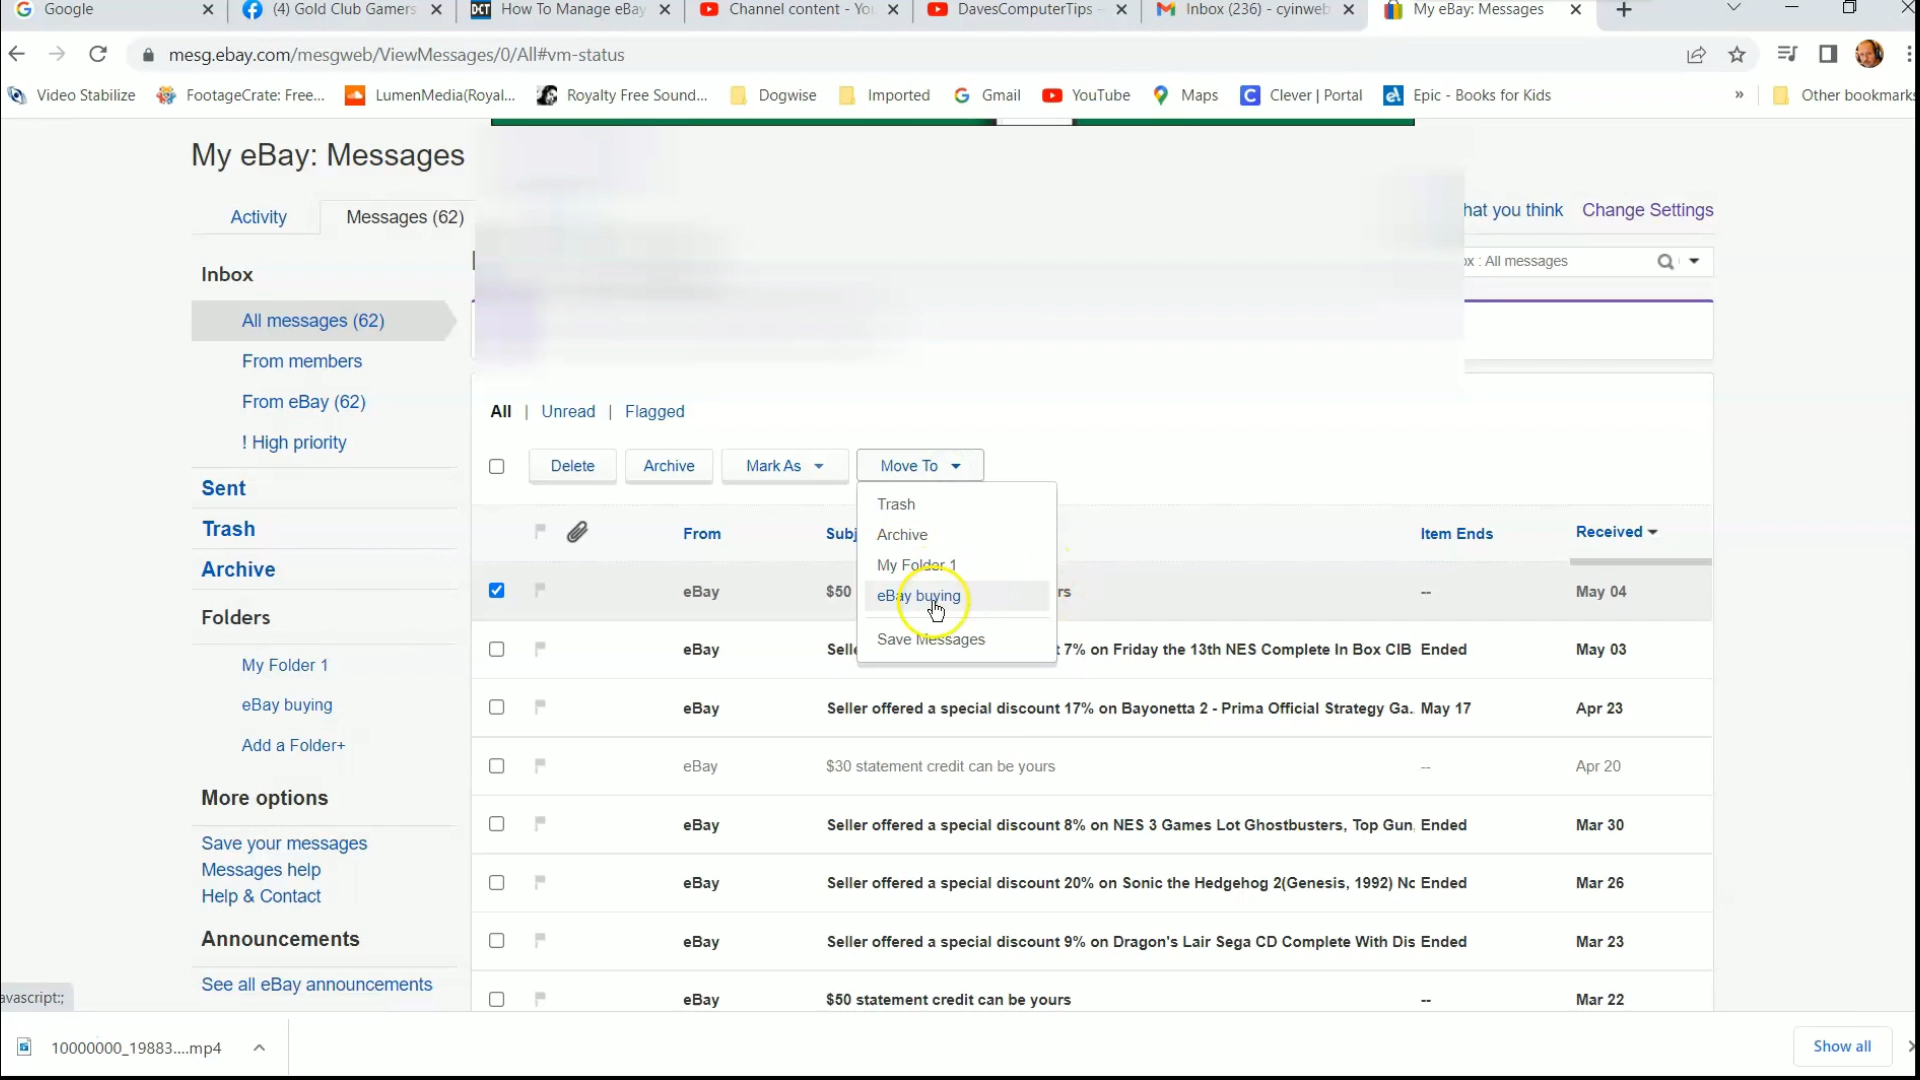 Google
(4) Gold Club Gamers
DCT How To Manage eBay
Channel content - You
DavesComputerTips -
Inbox (236) - cyinweb
My eBay: Messages
mesg.ebay.com/mesgweb/ViewMessages/0/All#vm-status
Video Stabilize
FootageCrate: Free...
LumenMedia(Royal...
Royalty Free Sound...
Dogwise
Imported
Gmail
YouTube
Maps
Clever | Portal
Epic - Books for Kids
»
Other bookmarks
My eBay: Messages
Activity
Messages (62)
hat you think
Change Settings
ox : All messages
Inbox
All messages (62)
From members
From eBay (62)
! High priority
Sent
Trash
Archive
Folders
My Folder 1
eBay buying
Add a Folder+
More options
Save your messages
Messages help
Help & Contact
Announcements
See all eBay announcements
All | Unread | Flagged
Delete
Archive
Mark As
Move To
Trash
Archive
My Folder 1
eBay buying
Save Messages
From
Subj
Item Ends
Received
eBay $50 rs -- May 04
eBay Selle t 7% on Friday the 13th NES Complete In Box CIB Ended May 03
eBay Seller offered a special discount 17% on Bayonetta 2 - Prima Official Strategy Ga.. May 17 Apr 23
eBay $30 statement credit can be yours -- Apr 20
eBay Seller offered a special discount 8% on NES 3 Games Lot Ghostbusters, Top Gun, Ended Mar 30
eBay Seller offered a special discount 20% on Sonic the Hedgehog 2(Genesis, 1992) Nc Ended Mar 26
eBay Seller offered a special discount 9% on Dragon's Lair Sega CD Complete With Dis Ended Mar 23
eBay $50 statement credit can be yours -- Mar 22
avascript:;
10000000_19883....mp4
Show all